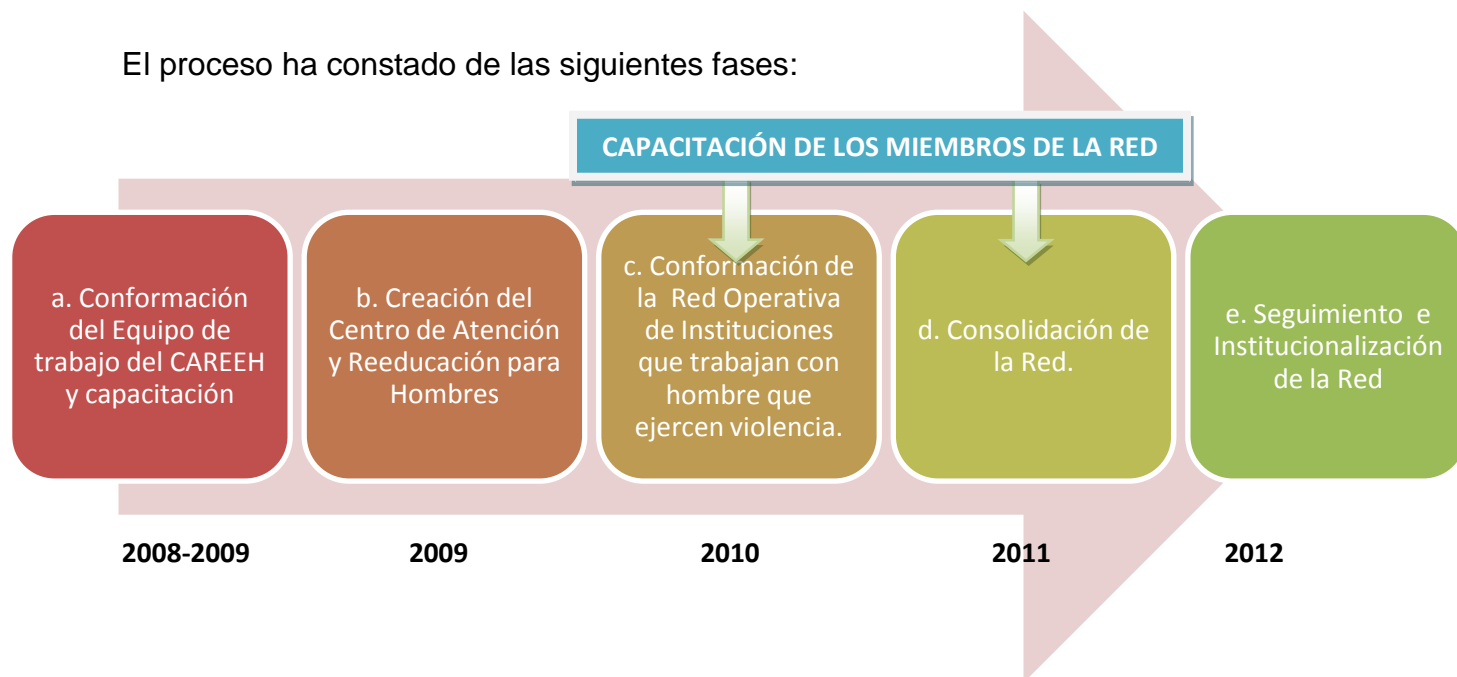 El proceso ha constado de las siguientes fases:
CAPACITACIÓN DE LOS MIEMBROS DE LA RED
a. Conformación
del Equipo de
trabajo del CAREEH
y capacitación
b. Creación del
Centro de Atención
y Reeducación para
Hombres
c. Conformación de
la Red Operativa
de Instituciones
que trabajan con
hombre que
ejercen violencia.
d. Consolidación de
la Red.
e. Seguimiento e
Institucionalización
de la Red
2008-2009
2009
2010
2011
2012